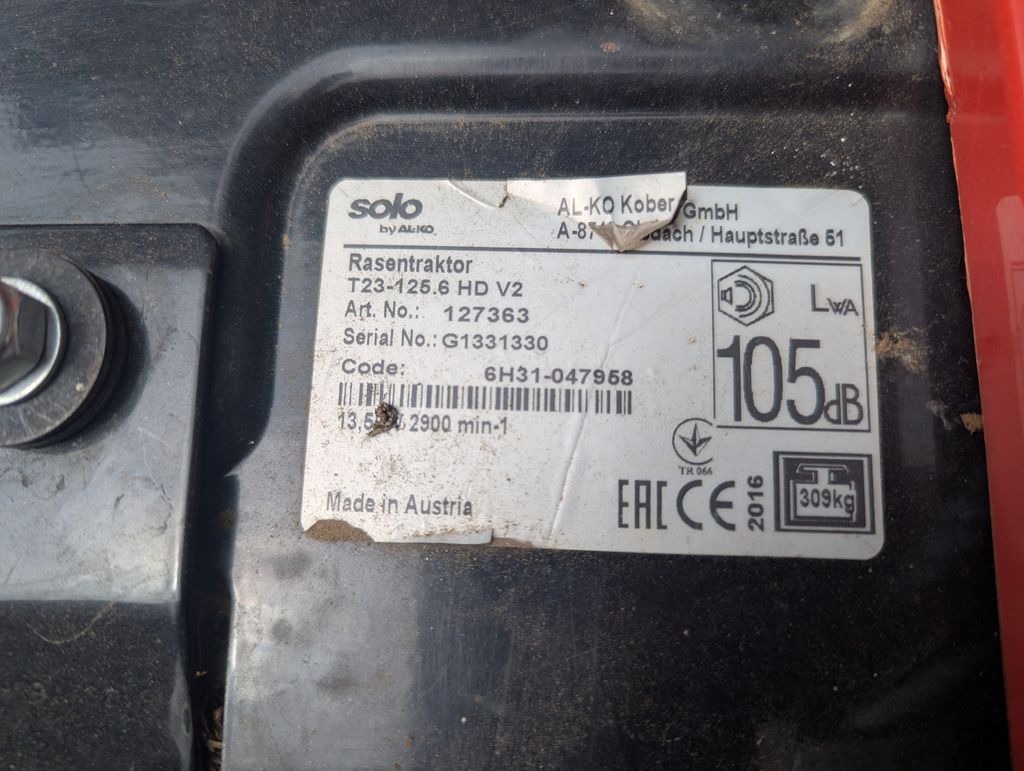 solo
by AL-KO
AL-KO Kober GmbH
/ Hauptstraße 51
Rasentraktor
T23-125.6 HD V2
Art. No.: 127363
Serial No.: G1331330
Code: 6H31-047958
2900 min-1
LWA
105dB
TR 066
Made in Austria
EAC CE 2016
309kg